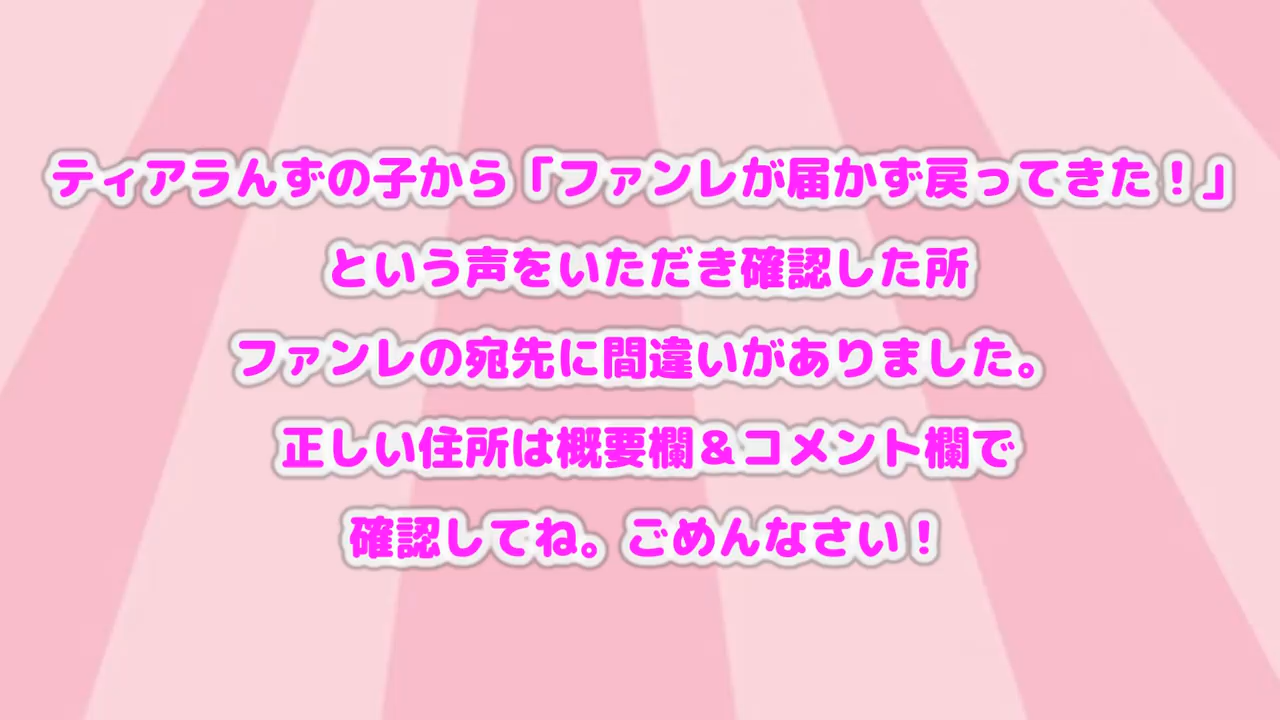 ティアラんずの子から「ファンレが届かず戻ってきた！」
という声をいただき確認した所
ファンレの宛先に間違いがありました。
正しい住所は概要欄＆コメント欄で
確認してね。ごめんなさい！